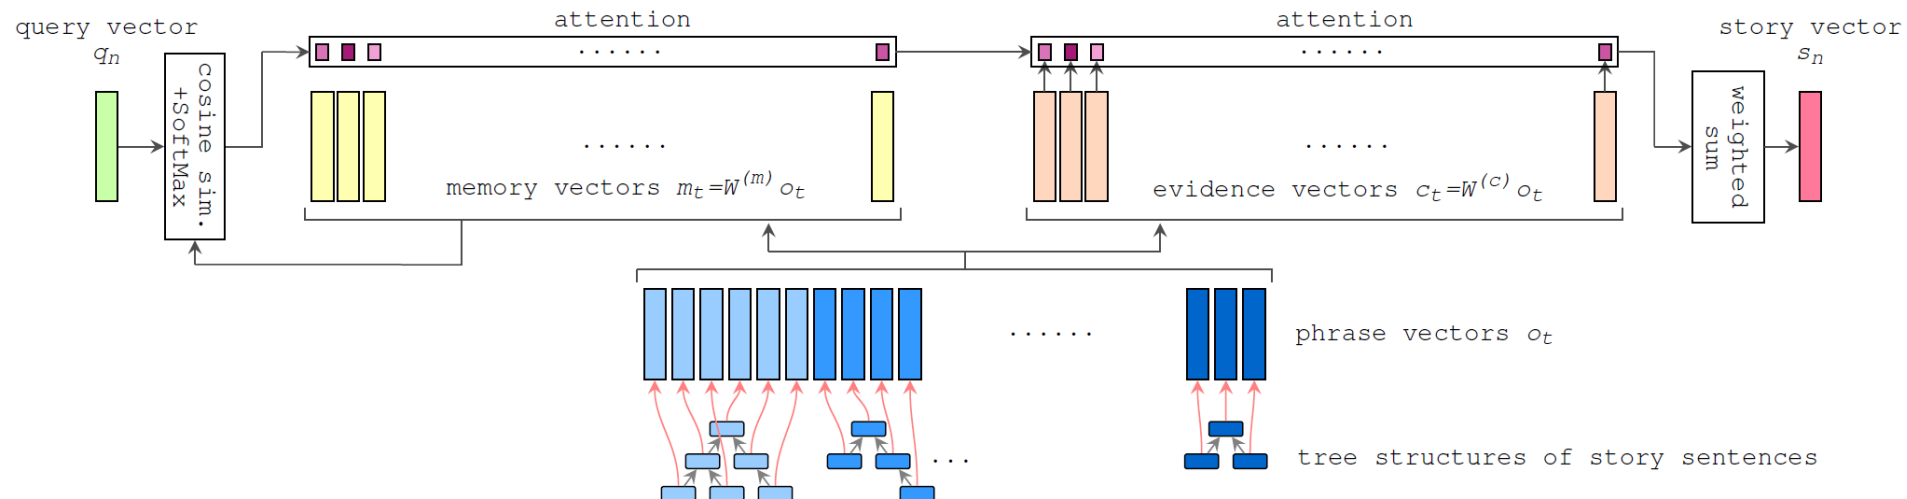 query vector
qn
cosine sim.
+SoftMax
attention
......
......
memory vectors mt=W(m)ot
attention
......
......
evidence vectors ct=W(c)ot
weighted
sum
story vector
sn
......
phrase vectors ot
...
tree structures of story sentences